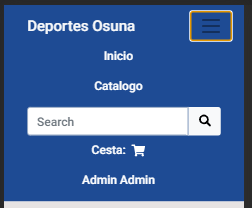 Deportes Osuna
Inicio
Catalogo
Search
Cesta:
Admin Admin